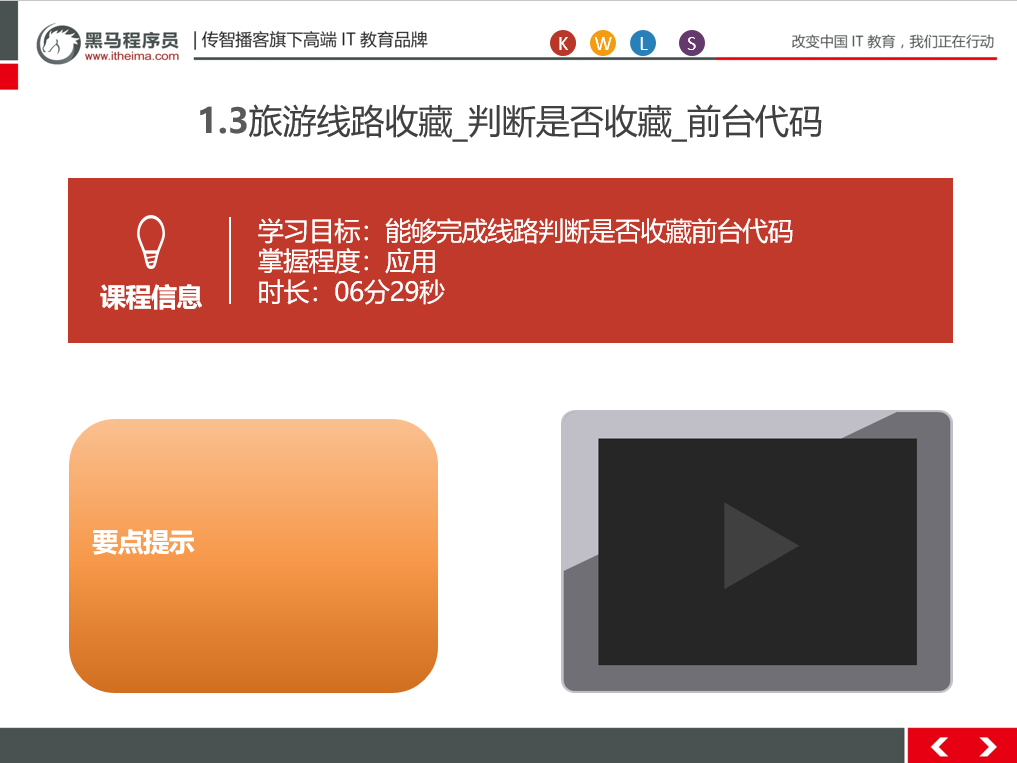 黑马程序员
www.itheima.com
|传智播客旗下高端 IT 教育品牌
K W L S
改变中国 IT 教育，我们正在行动
1.3旅游线路收藏_判断是否收藏_前台代码
课程信息
学习目标：能够完成线路判断是否收藏前台代码
掌握程度：应用
时长：06分29秒
要点提示